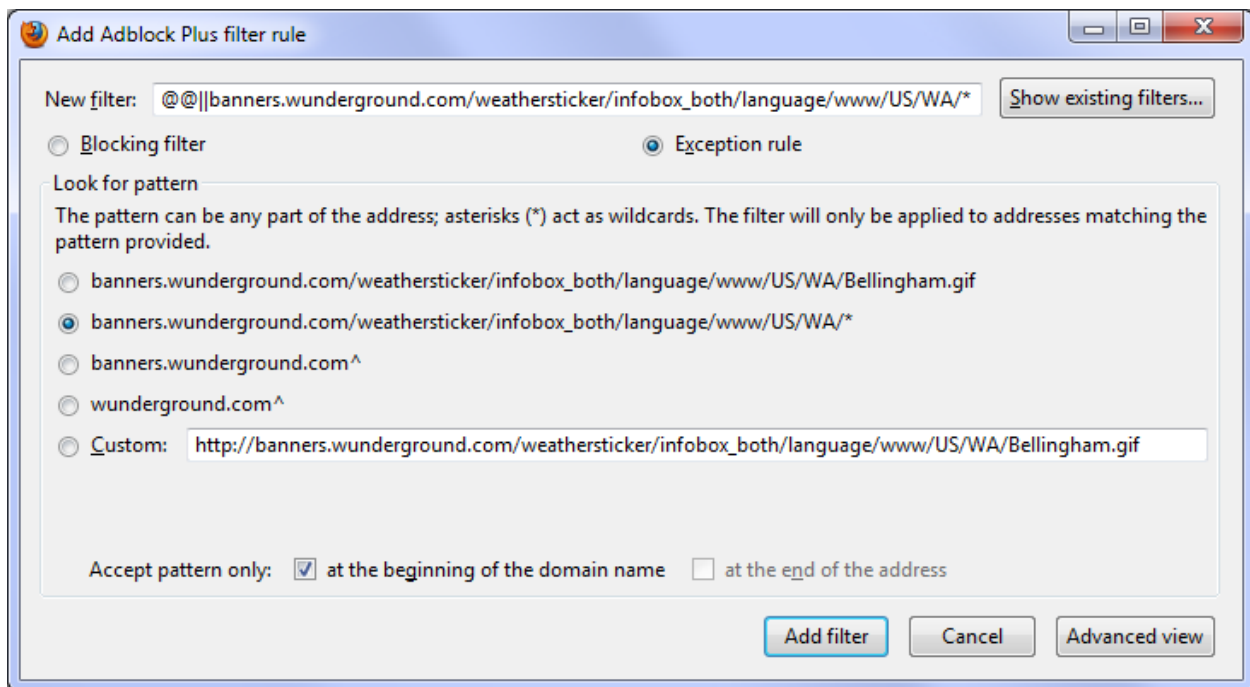 Add Adblock Plus filter rule
New filter: @@||banners.wunderground.com/weathersticker/infobox_both/language/www/US/WA/* Show existing filters...
Blocking filter Exception rule
Look for pattern
The pattern can be any part of the address; asterisks (*) act as wildcards. The filter will only be applied to addresses matching the
pattern provided.
banners.wunderground.com/weathersticker/infobox_both/language/www/US/WA/Bellingham.gif
banners.wunderground.com/weathersticker/infobox_both/language/www/US/WA/*
banners.wunderground.com^
wunderground.com^
Custom: http://banners.wunderground.com/weathersticker/infobox_both/language/www/US/WA/Bellingham.gif
Accept pattern only: at the beginning of the domain name at the end of the address
Add filter Cancel Advanced view